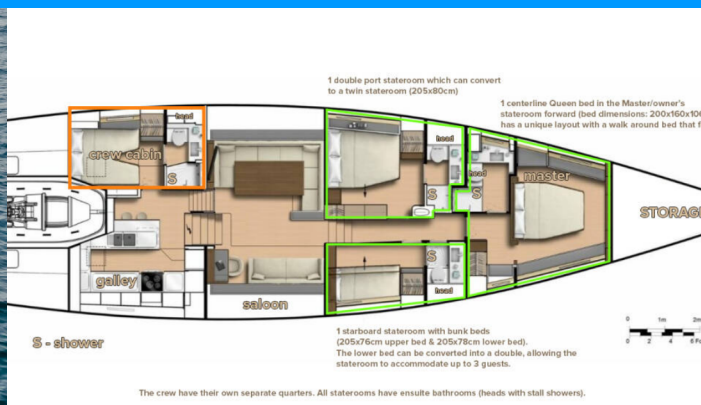 1 double port stateroom which can convert
to a twin stateroom (205x80cm)
1 centerline Queen bed in the Master/owner's
stateroom forward (bed dimensions: 200x160x106
has a unique layout with a walk around bed that f
head
crew cabin
S
head
S
head
S
master
STORAGE
galley
saloon
S
head
S - shower
0 1m 2m
0 2 4 6
1 starboard stateroom with bunk beds
(205x76cm upper bed & 205x78cm lower bed).
The lower bed can be converted into a double, allowing the
stateroom to accommodate up to 3 guests.
The crew have their own separate quarters. All staterooms have ensuite bathrooms (heads with stall showers).